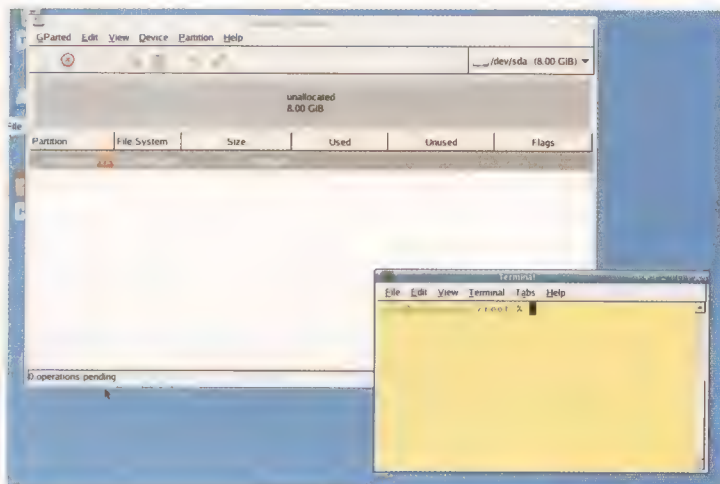 GParted Edit View Device Partition Help
/dev/sda (8.00 GiB)
unallocated
8.00 GiB
File
Partition File System Size Used Unused Flags
Terminal
File Edit View Terminal Tabs Help
/root %
0 operations pending